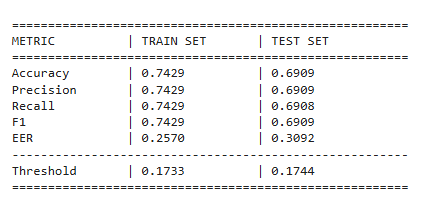 =======================================================
METRIC | TRAIN SET | TEST SET
=======================================================
Accuracy | 0.7429 | 0.6909
Precision | 0.7429 | 0.6909
Recall | 0.7429 | 0.6908
F1 | 0.7429 | 0.6909
EER | 0.2570 | 0.3092
-------------------------------------------------------
Threshold | 0.1733 | 0.1744
=======================================================